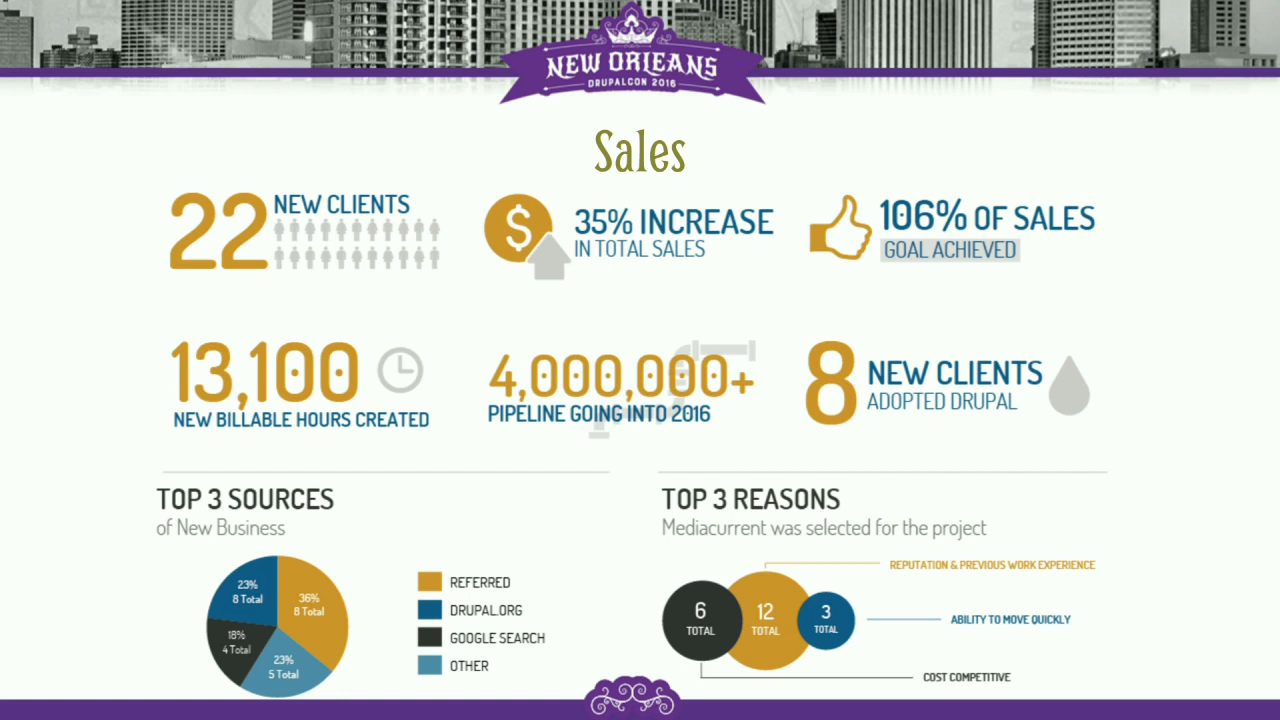 NEW ORLEANS
DRUPALCON 2016
Sales
22 NEW CLIENTS
$
35% INCREASE
IN TOTAL SALES
106% OF SALES
GOAL ACHIEVED
13,100
NEW BILLABLE HOURS CREATED
4,000,000+
PIPELINE GOING INTO 2016
8 NEW CLIENTS
ADOPTED DRUPAL
TOP 3 SOURCES
of New Business
23%
8 Total
36%
8 Total
18%
4 Total
23%
5 Total
REFERRED
DRUPAL.ORG
GOOGLE SEARCH
OTHER
TOP 3 REASONS
Mediacurrent was selected for the project
REPUTATION & PREVIOUS WORK EXPERIENCE
6
TOTAL
12
TOTAL
3
TOTAL
ABILITY TO MOVE QUICKLY
COST COMPETITIVE